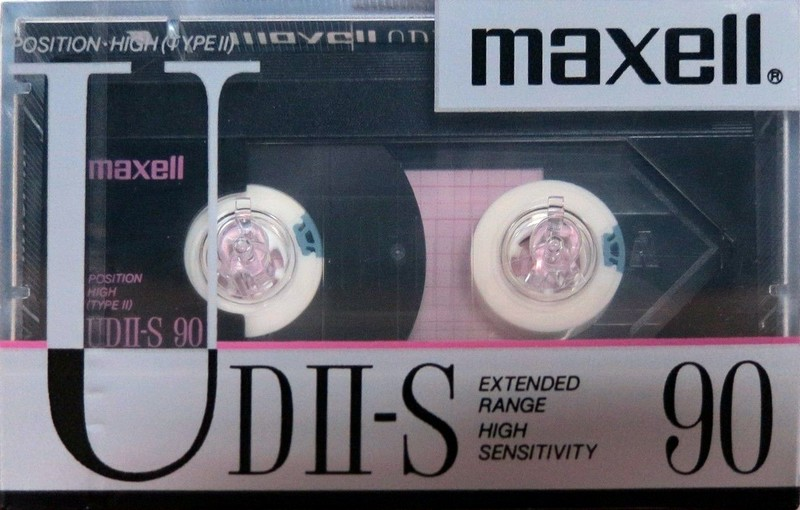 POSITION·HIGH (TYPE II)
maxell®
maxell
POSITION
HIGH
(TYPE II)
UDII-S 90
UDII-S
EXTENDED
RANGE
HIGH
SENSITIVITY
90